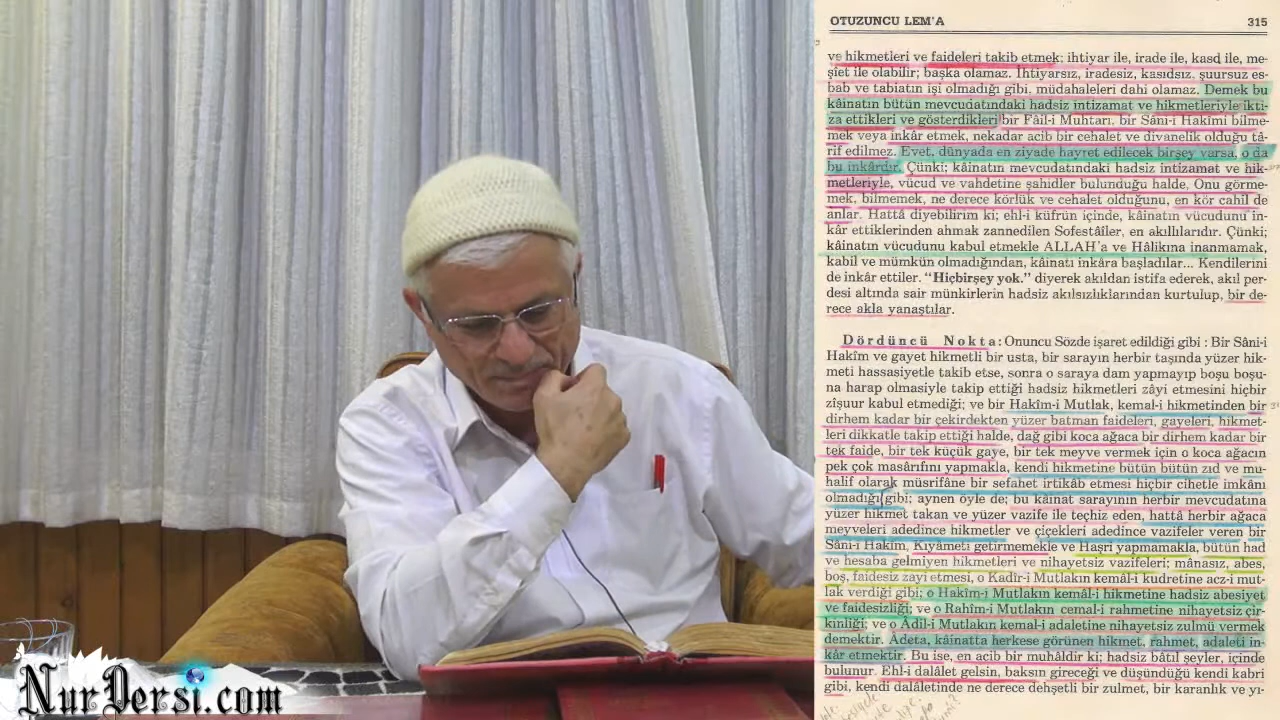 OTUZUNCU LEM'A 315
ve hikmetleri ve faideleri takib etmek; ihtiyar ile, irade ile, kasd ile, me-
şiet ile olabilir; başka olamaz. İhtiyarsız, iradesiz, kasıdsız, şuursuz es-
bab ve tabiatın işi olmadığı gibi, müdahaleleri dahi olamaz. Demek bu
kâinatın bütün mevcudatındaki hadsiz intizamat ve hikmetleriyle ikti-
za ettikleri ve gösterdikleri bir Fâil-i Muhtarı, bir Sâni-i Hakîmi bilme-
mek veya inkâr etmek, nekadar acib bir cehalet ve divanelik olduğu tâ-
rif edilmez. Evet, dünyada en ziyade hayret edilecek birşey varsa, o da
bu inkârdır. Çünki; kâinatın mevcudatındaki hadsiz intizamat ve hik-
metleriyle, vücud ve vahdetine şahidler bulunduğu halde, Onu görme-
mek, bilmemek, ne derece körlük ve cehalet olduğunu, en kör cahil de
anlar. Hattâ diyebilirim ki; ehl-i küfrün içinde, kâinatın vücudunu in-
kâr ettiklerinden ahmak zannedilen Sofestâiler, en akıllılarıdır. Çünki;
kâinatın vücudunu kabul etmekle ALLAH'a ve Hâlikına inanmamak,
kabil ve mümkün olmadığından, kâinatı inkâra başladılar... Kendilerini
de inkâr ettiler. "Hiçbirşey yok." diyerek akıldan istifa ederek, akıl per-
desi altında sair münkirlerin hadsiz akılsızlıklarından kurtulup, bir de-
rece akla yanaştılar.
Dördüncü Nokta: Onuncu Sözde işaret edildiği gibi : Bir Sâni-i
Hakîm ve gayet hikmetli bir usta, bir sarayın herbir taşında yüzer hik-
meti hassasiyetle takib etse, sonra o saraya dam yapmayıp boşu boşu-
na harap olmasiyle takip ettiği hadsiz hikmetleri zâyi etmesini hiçbir
zîşuur kabul etmediği; ve bir Hakîm-i Mutlak, kemal-i hikmetinden bir
dirhem kadar bir çekirdekten yüzer batman faideleri, gayeleri, hikmet-
leri dikkatle takip ettiği halde, dağ gibi koca ağaca bir dirhem kadar bir
tek faide, bir tek küçük gaye, bir tek meyve vermek için o koca ağacın
pek çok masârıfını yapmakla, kendi hikmetine bütün bütün zıd ve mu-
halif olarak müsrifâne bir sefahet irtikâb etmesi hiçbir cihetle imkânı
olmadığı gibi; aynen öyle de; bu kâinat sarayının herbir mevcudatına
yüzer hikmet takan ve yüzer vazife ile teçhiz eden, hattâ herbir ağaca
meyveleri adedince hikmetler ve çiçekleri adedince vazifeler veren bir
Sâni-i Hakîm, Kıyâmeti getirmemekle ve Haşri yapmamakla, bütün had
ve hesaba gelmiyen hikmetleri ve nihayetsiz vazifeleri; mânasız, abes,
boş, faidesiz zayi etmesi, o Kadîr-i Mutlakın kemâl-i kudretine acz-i mut-
lak verdiği gibi; o Hakîm-i Mutlakın kemâl-i hikmetine hadsiz abesiyet
ve faidesizliği; ve o Rahîm-i Mutlakın cemal-i rahmetine nihayetsiz çir-
kinliği; ve o Âdil-i Mutlakın kemal-i adaletine nihayetsiz zulmü vermek
demektir. Adeta, kâinatta herkese görünen hikmet, rahmet, adaleti in-
kâr etmektir. Bu ise, en acib bir muhâldir ki; hadsiz bâtıl şeyler, içinde
bulunur. Ehl-i dalâlet gelsin, baksın gireceği ve düşündüğü kendi kabri
gibi, kendi dalâletinde ne derece dehşetli bir zulmet, bir karanlık ve yı-
NurDersi.com